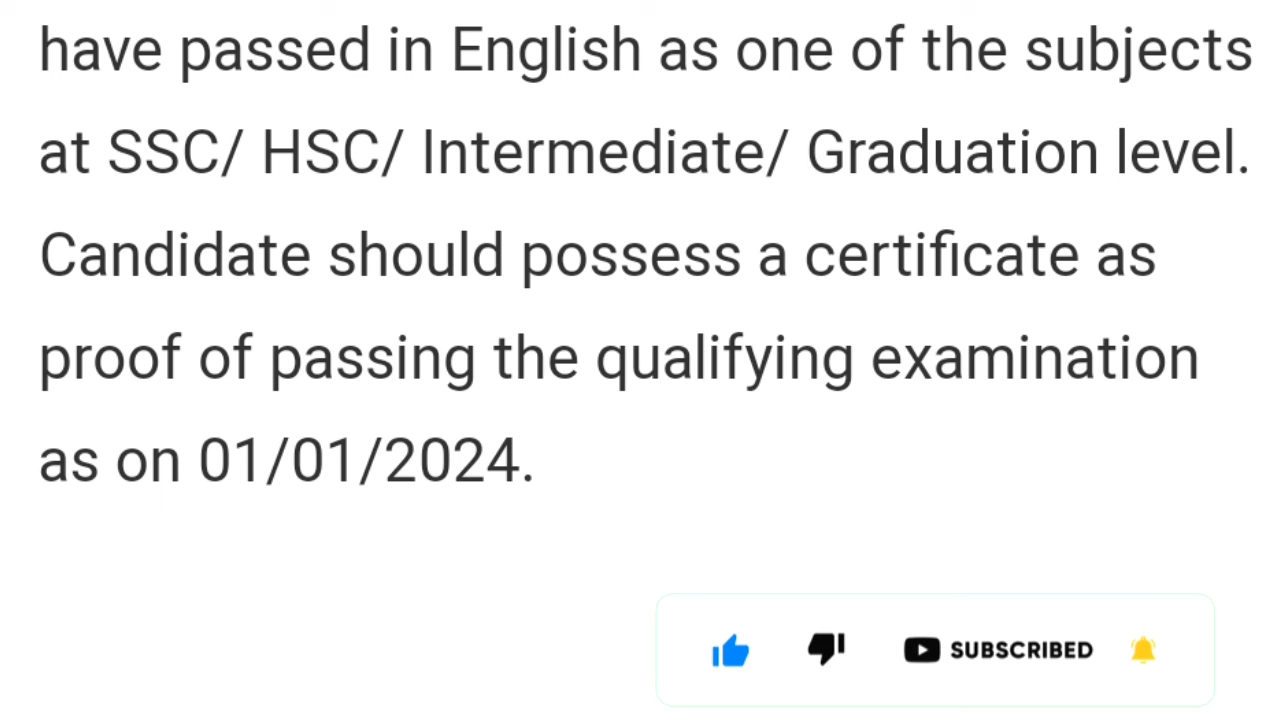 have passed in English as one of the subjects
at SSC/ HSC/ Intermediate/ Graduation level.
Candidate should possess a certificate as
proof of passing the qualifying examination
as on 01/01/2024.
SUBSCRIBED